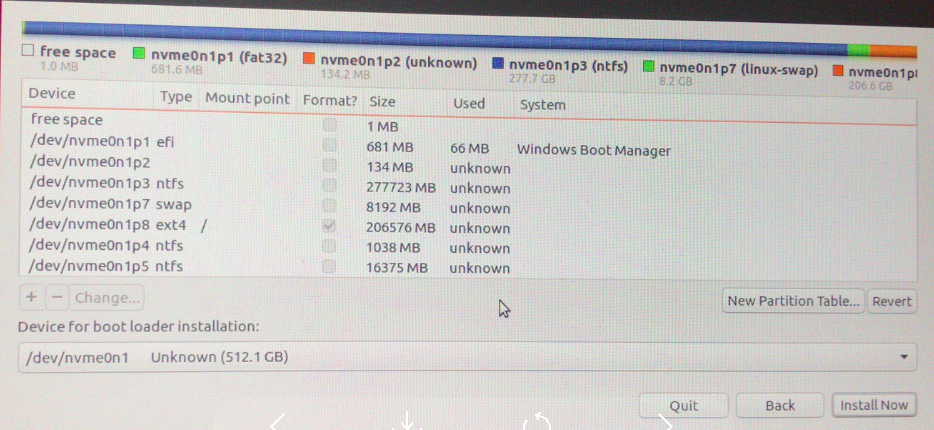 free space nvme0n1p1 (fat32) nvme0n1p2 (unknown) nvme0n1p3 (ntfs) nvme0n1p7 (linux-swap) nvme0n1p8
1.0 MB 681.6 MB 134.2 MB 277.7 GB 8.2 GB 206.6 GB
Device Type Mount point Format? Size Used System
free space 1 MB
/dev/nvme0n1p1 efi 681 MB 66 MB Windows Boot Manager
/dev/nvme0n1p2 134 MB unknown
/dev/nvme0n1p3 ntfs 277723 MB unknown
/dev/nvme0n1p7 swap 8192 MB unknown
/dev/nvme0n1p8 ext4 / 206576 MB unknown
/dev/nvme0n1p4 ntfs 1038 MB unknown
/dev/nvme0n1p5 ntfs 16375 MB unknown
+ − Change... New Partition Table... Revert
Device for boot loader installation:
/dev/nvme0n1 Unknown (512.1 GB)
Quit Back Install Now